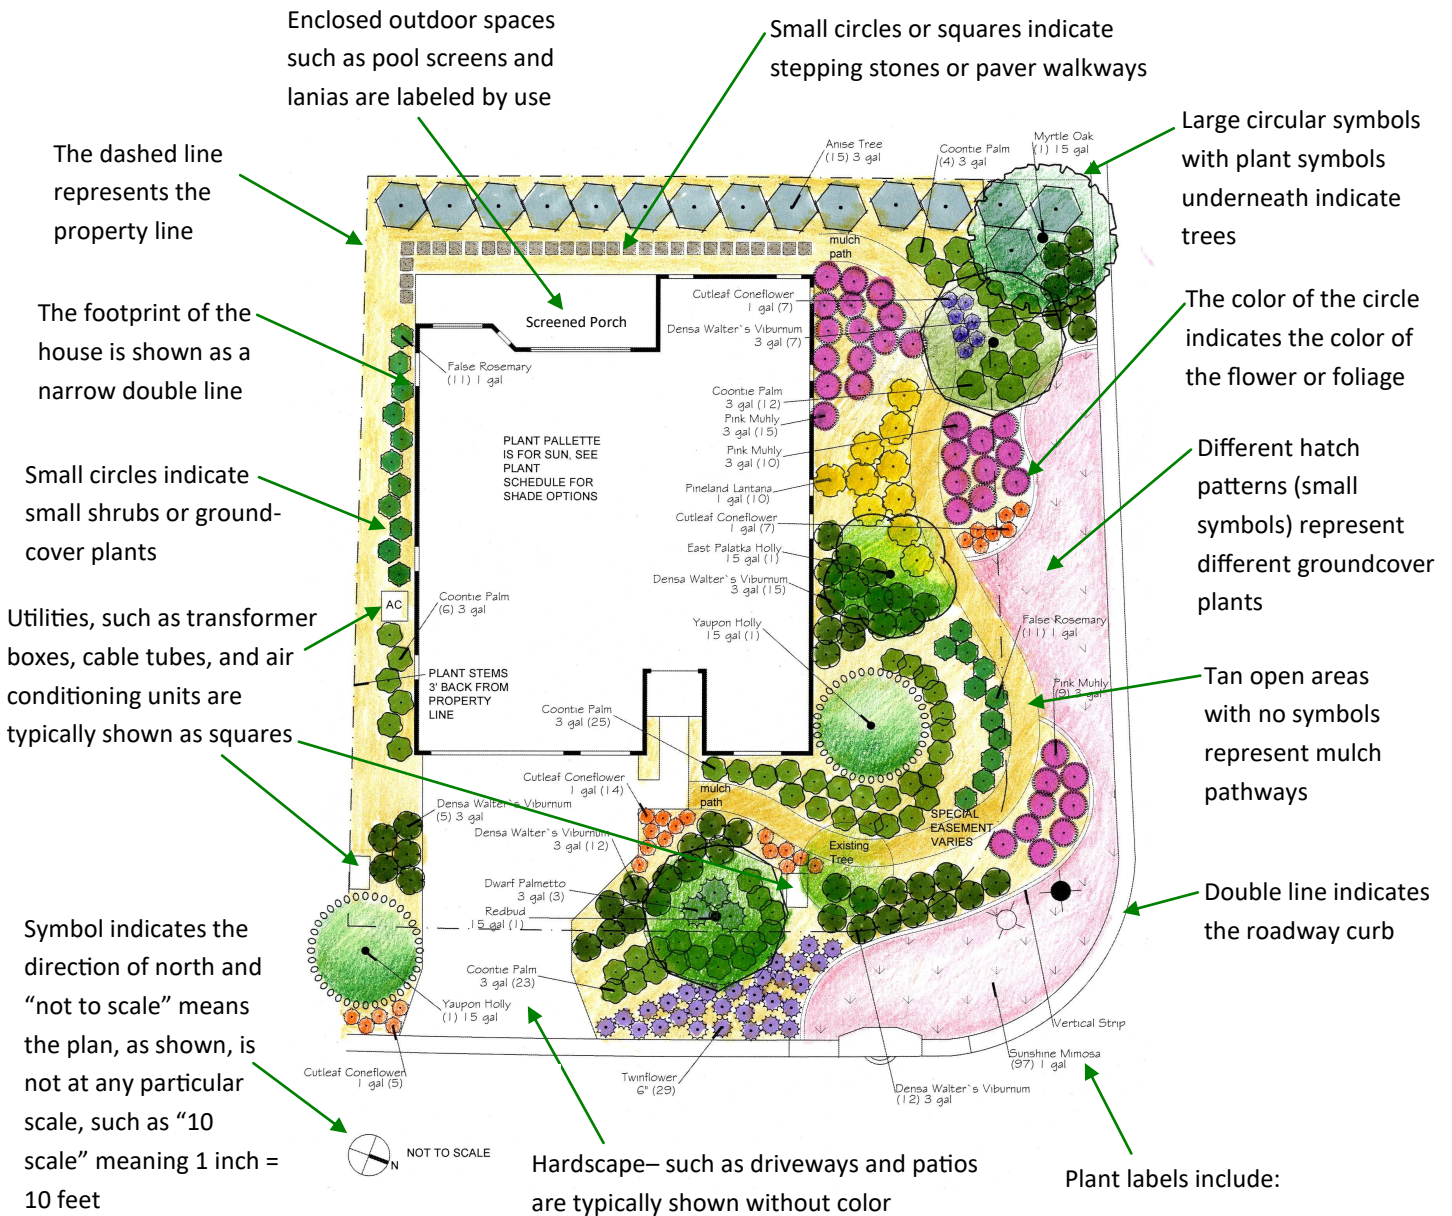 Enclosed outdoor spaces
such as pool screens and
lanias are labeled by use
Small circles or squares indicate
stepping stones or paver walkways
The dashed line
represents the
property line
Large circular symbols
with plant symbols
underneath indicate
trees
Anise Tree
(15) 3 gal
Coontie Palm
(4) 3 gal
Myrtle Oak
(1) 15 gal
mulch
path
The footprint of the
house is shown as a
narrow double line
Screened Porch
Cutleaf Coneflower
1 gal (7)
Densa Walter`s Viburnum
3 gal (7)
The color of the circle
indicates the color of
the flower or foliage
False Rosemary
(11) 1 gal
Coontie Palm
3 gal (12)
Pink Muhly
3 gal (15)
Pink Muhly
3 gal (10)
Pineland Lantana
1 gal (10)
Cutleaf Coneflower
1 gal (7)
East Palatka Holly
15 gal (1)
Densa Walter`s Viburnum
3 gal (15)
Yaupon Holly
15 gal (1)
PLANT PALLETTE
IS FOR SUN, SEE
PLANT
SCHEDULE FOR
SHADE OPTIONS
Small circles indicate
small shrubs or ground-
cover plants
Different hatch
patterns (small
symbols) represent
different groundcover
plants
AC
Coontie Palm
(6) 3 gal
Utilities, such as transformer
boxes, cable tubes, and air
conditioning units are
typically shown as squares
False Rosemary
(11) 1 gal
Pink Muhly
(9) 3 gal
Tan open areas
with no symbols
represent mulch
pathways
PLANT STEMS
3' BACK FROM
PROPERTY
LINE
Coontie Palm
3 gal (25)
mulch
path
Cutleaf Coneflower
1 gal (14)
Densa Walter`s Viburnum
(5) 3 gal
Densa Walter`s Viburnum
3 gal (12)
SPECIAL
EASEMENT
VARIES
Existing
Tree
Dwarf Palmetto
3 gal (3)
Redbud
15 gal (1)
Double line indicates
the roadway curb
Symbol indicates the
direction of north and
“not to scale” means
the plan, as shown, is
not at any particular
scale, such as “10
scale” meaning 1 inch =
10 feet
Coontie Palm
3 gal (23)
Yaupon Holly
(1) 15 gal
Cutleaf Coneflower
1 gal (5)
Twinflower
6" (29)
Vertical Strip
Sunshine Mimosa
(97) 1 gal
Densa Walter`s Viburnum
(12) 3 gal
N
NOT TO SCALE
Hardscape– such as driveways and patios
are typically shown without color
Plant labels include: